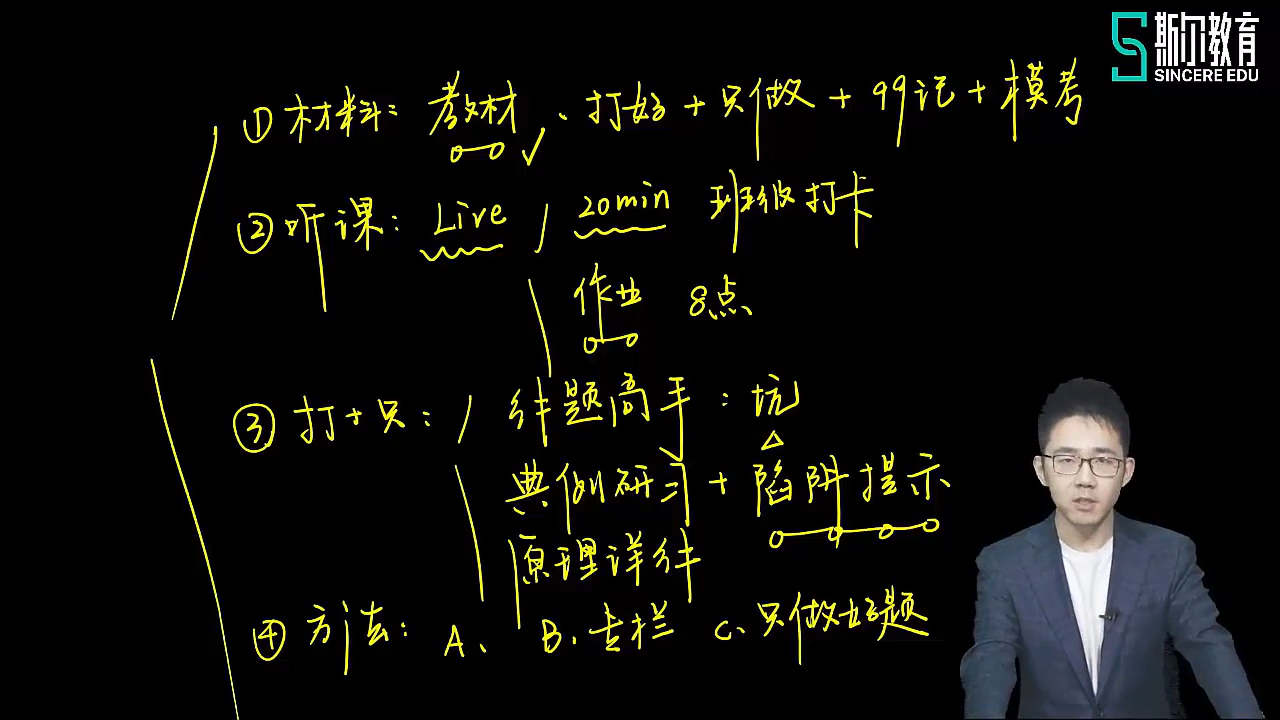 斯尔教育
SINCERE EDU
① 材料: 教材、打好+只做+99记+模考
② 听课: Live / 20min 班级打卡
作业 8点
③ 打+只: / 解题高手: 坑
典例研习+陷阱提示
原理详解
④ 方法: A、 B、专栏 C、只做好题